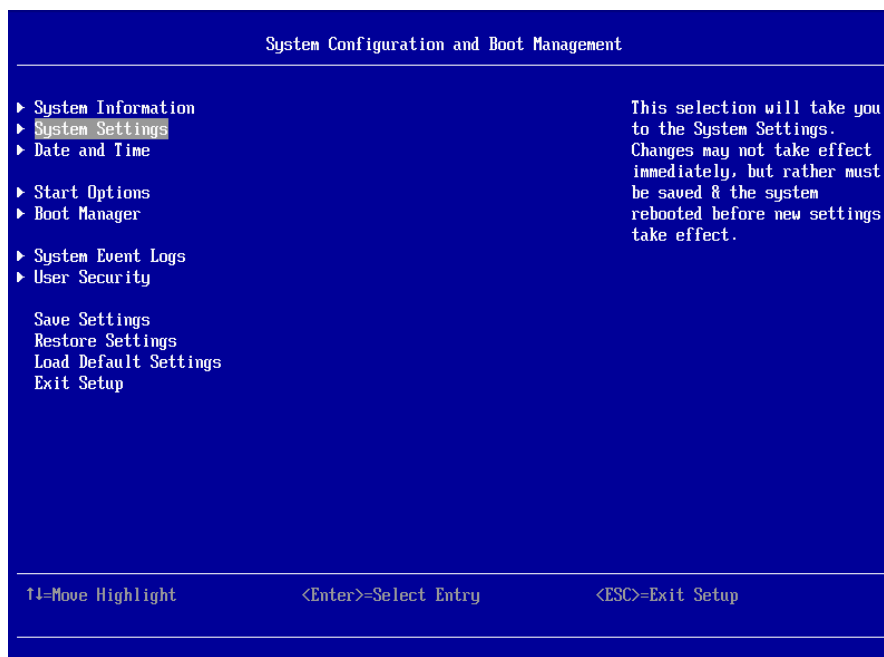 System Configuration and Boot Management
System Information
System Settings
Date and Time
Start Options
Boot Manager
System Event Logs
User Security
Save Settings
Restore Settings
Load Default Settings
Exit Setup
This selection will take you
to the System Settings.
Changes may not take effect
immediately, but rather must
be saved & the system
rebooted before new settings
take effect.
↑↓=Move Highlight <Enter>=Select Entry <ESC>=Exit Setup